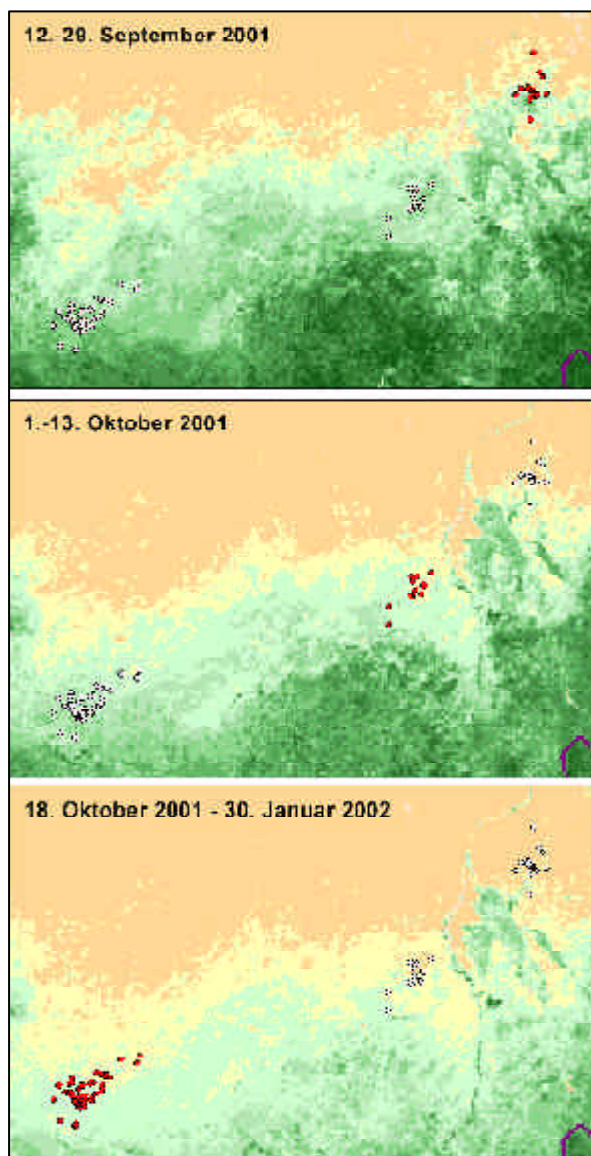 12. 29. September 2001
1.-13. Oktober 2001
18. Oktober 2001 - 30. Januar 2002